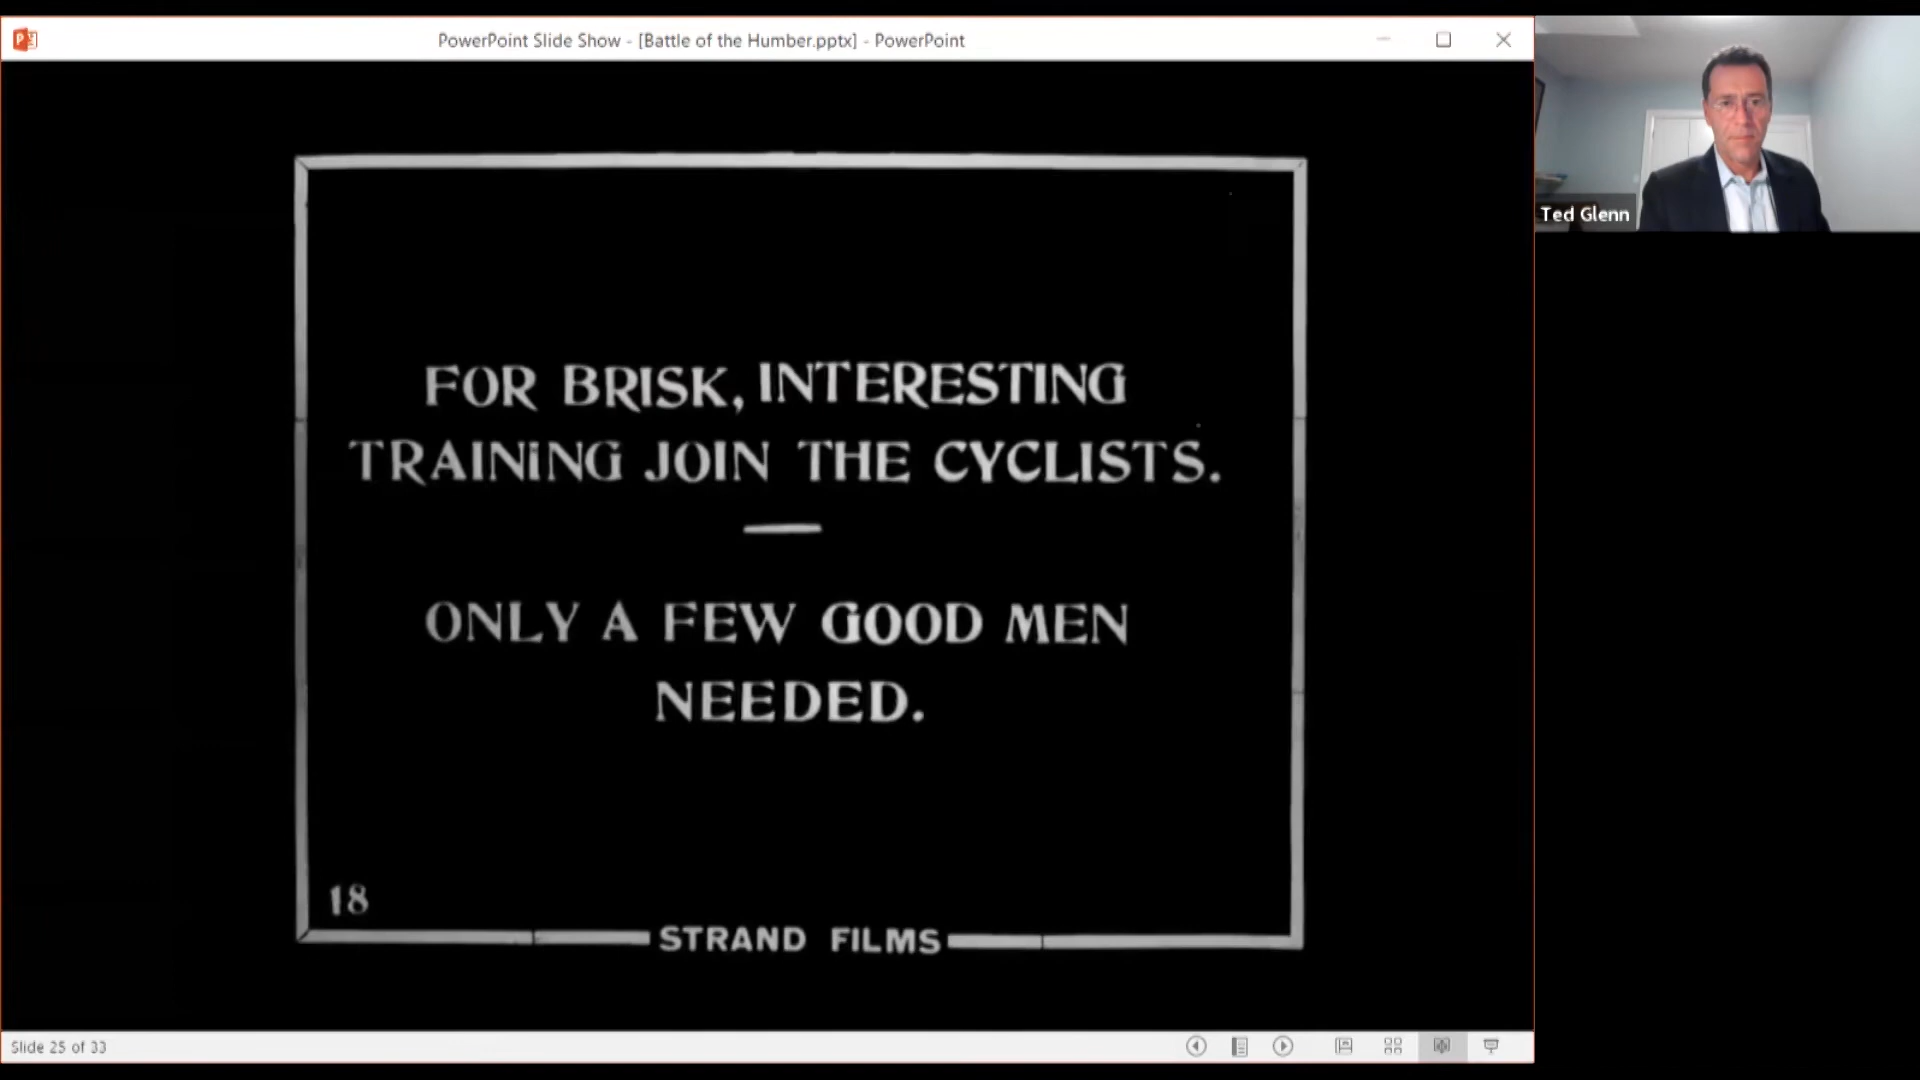 PowerPoint Slide Show - [Battle of the Humber.pptx] - PowerPoint
Ted Glenn
FOR BRISK, INTERESTING
TRAINING JOIN THE CYCLISTS.
ONLY A FEW GOOD MEN
NEEDED.
18
STRAND FILMS
Slide 25 of 33